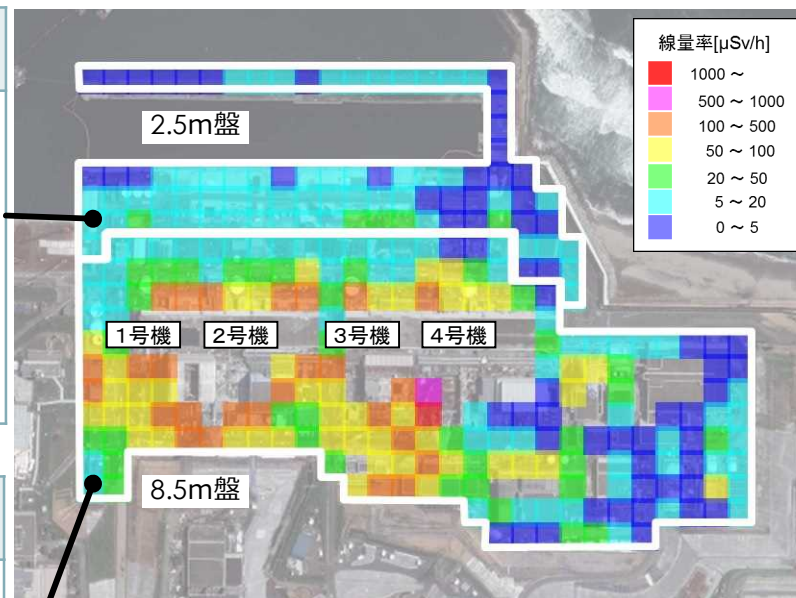 線量率[μSv/h]
1000 ～
500 ～ 1000
100 ～ 500
50 ～ 100
20 ～ 50
5 ～ 20
0 ～ 5
2.5m盤
1号機
2号機
3号機
4号機
8.5m盤